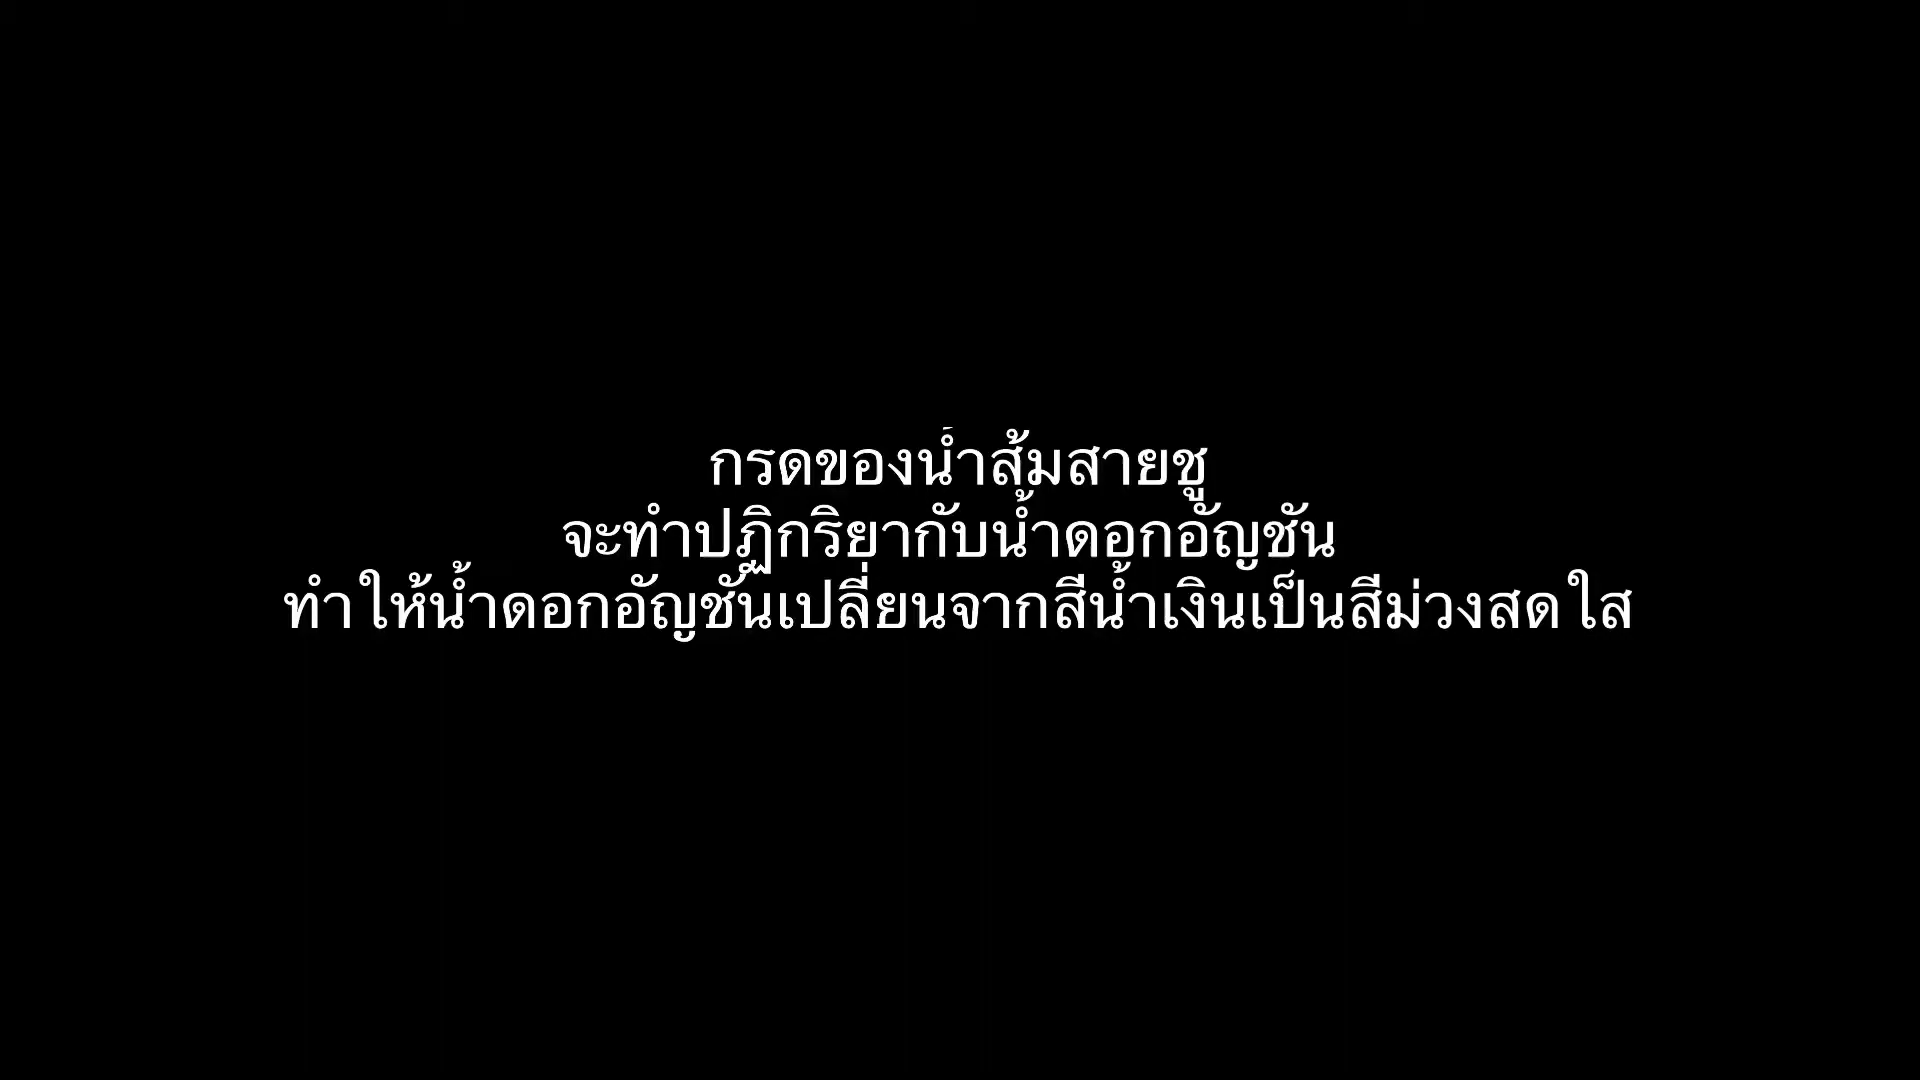 กรดของน้ำส้มสายชู
จะทำปฏิกริยากับน้ำดอกอัญชัน
ทำให้น้ำดอกอัญชันเปลี่ยนจากสีน้ำเงินเป็นสีม่วงสดใส